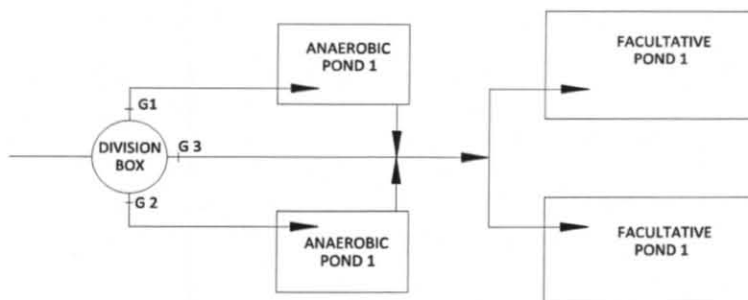 ANAEROBIC
POND 1
FACULTATIVE
POND 1
G1
DIVISION
BOX
G 3
G 2
ANAEROBIC
POND 1
FACULTATIVE
POND 1